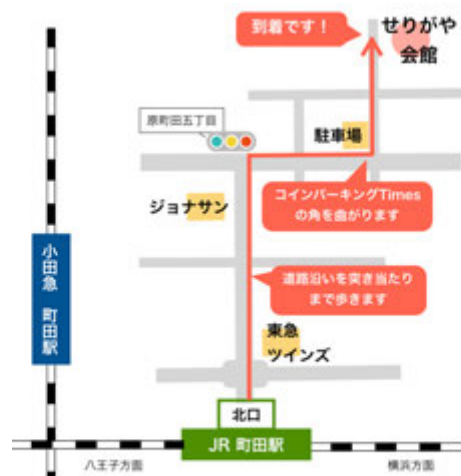 到着です！
せりがや
会館
原町田五丁目
駐車場
コインパーキングTimes
の角を曲がります
ジョナサン
小田急 町田駅
道路沿いを突き当たり
まで歩きます
東急
ツインズ
北口
JR 町田駅
八王子方面
横浜方面